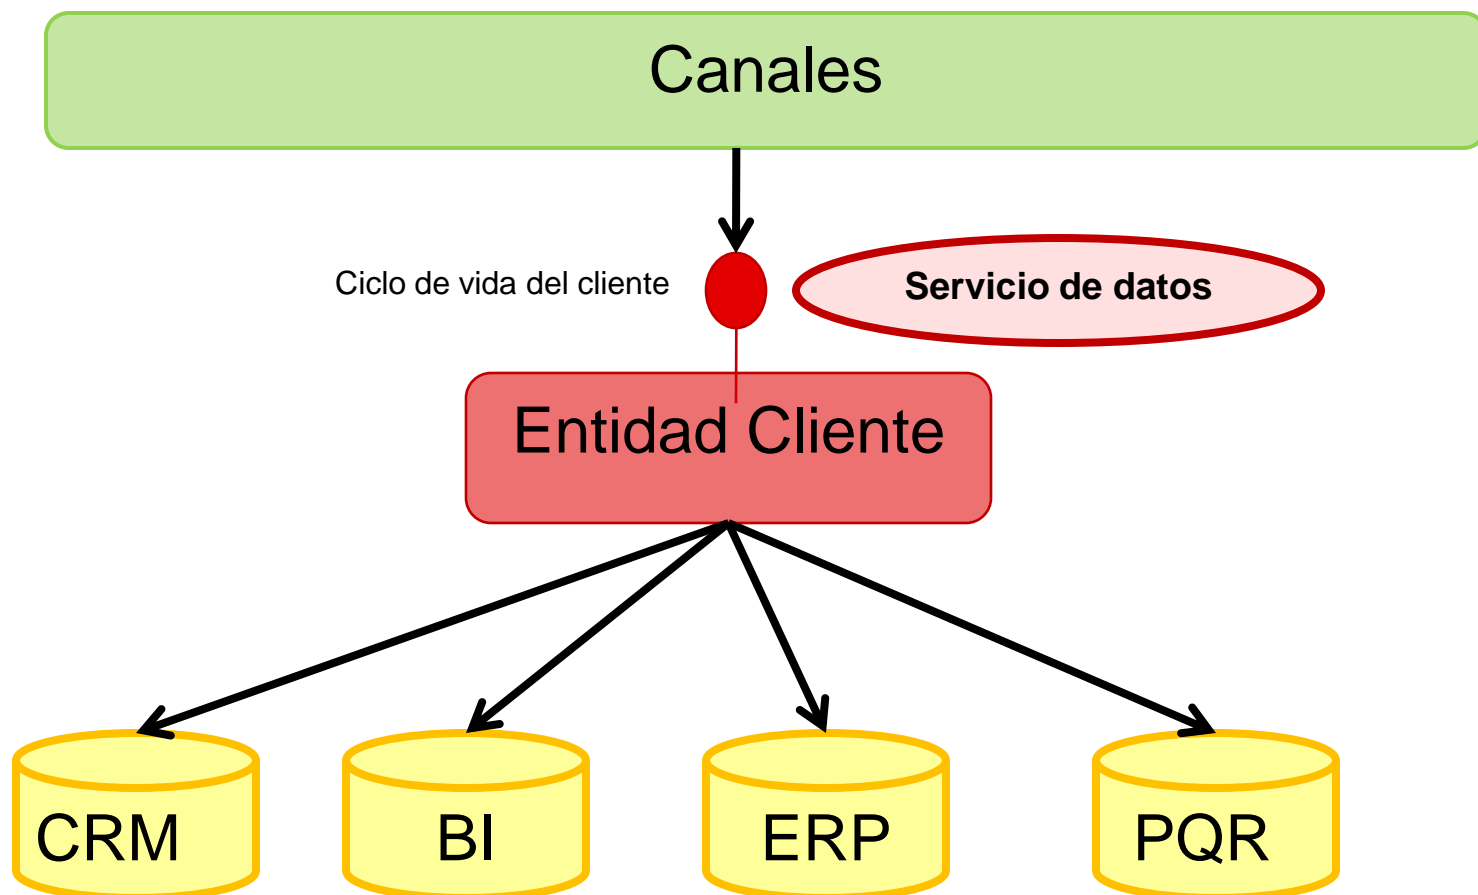 Canales
Ciclo de vida del cliente
Servicio de datos
Entidad Cliente
CRM
BI
ERP
PQR